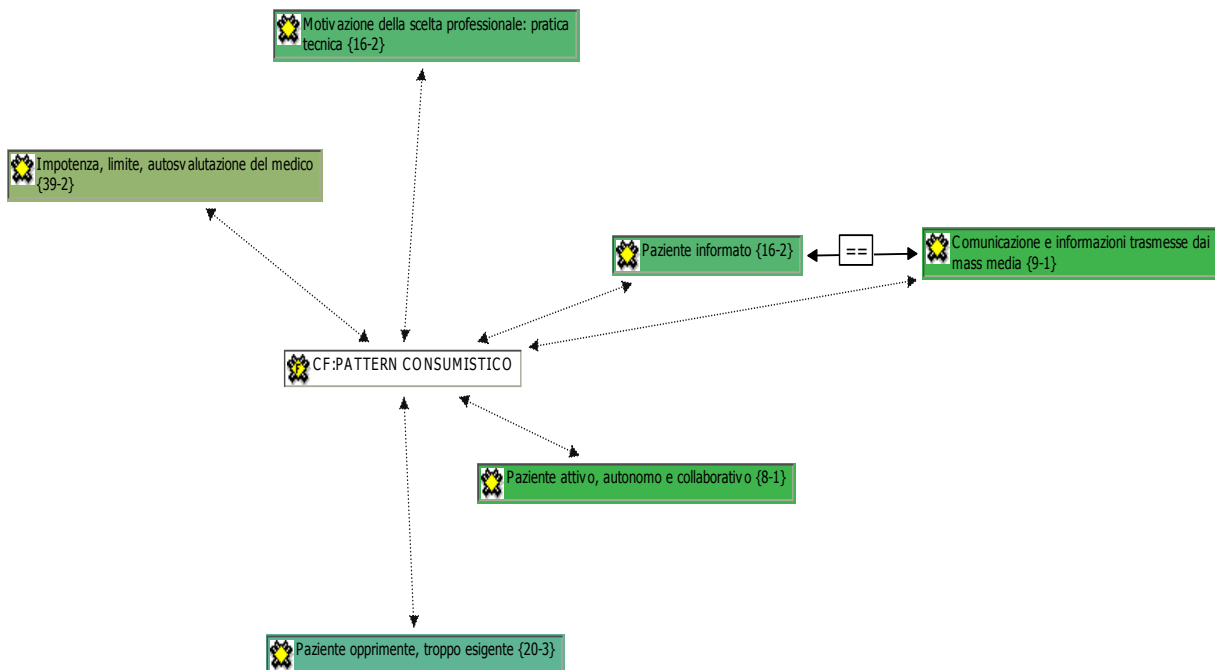 Motivazione della scelta professionale: pratica
tecnica {16-2}
Impotenza, limite, autosvalutazione del medico
{39-2}
Paziente informato {16-2}
==
Comunicazione e informazioni trasmesse dai
mass media {9-1}
CF:PATTERN CONSUMISTICO
Paziente attivo, autonomo e collaborativo {8-1}
Paziente opprimente, troppo esigente {20-3}